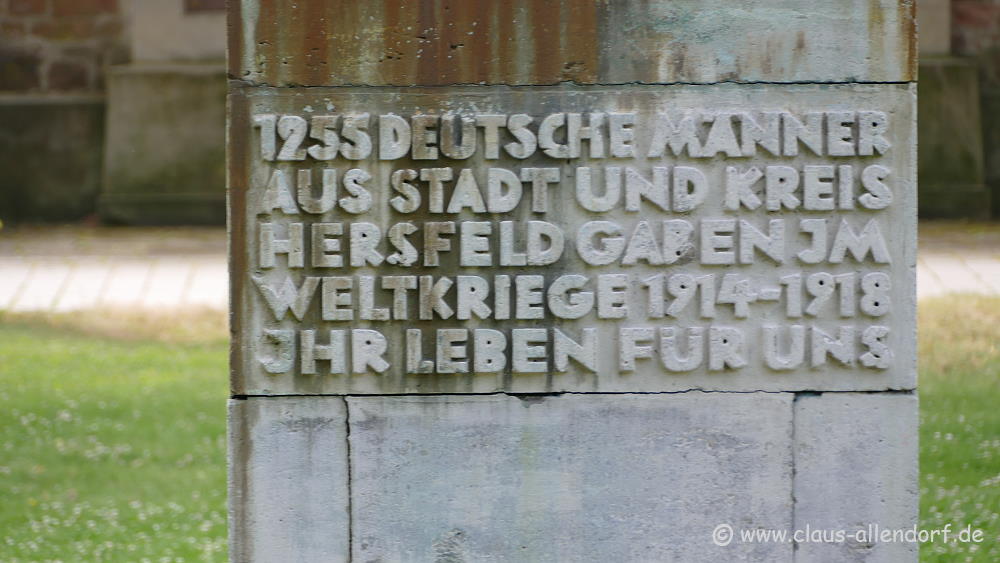 1255 DEUTSCHE MÄNNER
AUS STADT UND KREIS
HERSFELD GABEN JM
WELTKRIEGE 1914-1918
JHR LEBEN FÜR UNS
© www.claus-allendorf.de